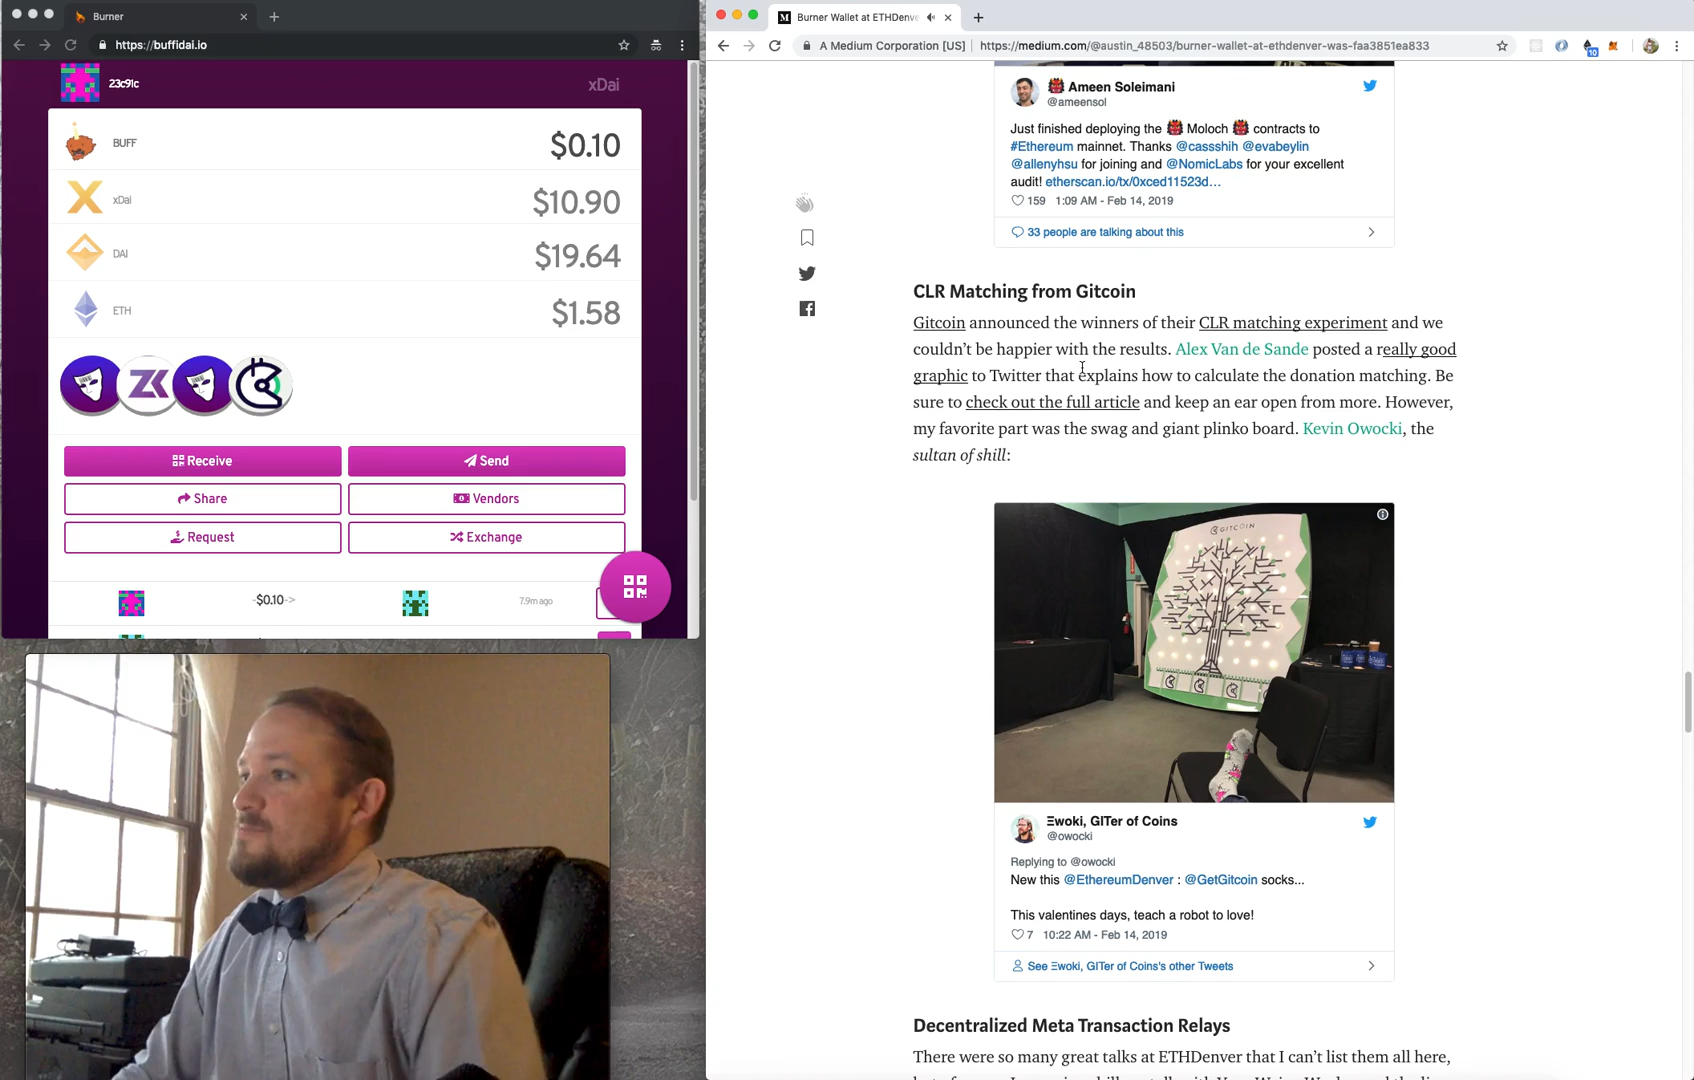 Burner
https://buffidai.io
23c91c
xDai
BUFF
$0.10
xDai
$10.90
DAI
$19.64
ETH
$1.58
Receive
Send
Share
Vendors
Request
Exchange
-$0.10->
7.9m ago
Burner Wallet at ETHDenve
A Medium Corporation [US]
https://medium.com/@austin_48503/burner-wallet-at-ethdenver-was-faa3851ea833
10
Ameen Soleimani
@ameensol
Just finished deploying the 👹 Moloch 👹 contracts to
#Ethereum mainnet. Thanks @cassshih @evabeylin
@allenyhsu for joining and @NomicLabs for your excellent
audit! etherscan.io/tx/0xced11523d…
159 1:09 AM - Feb 14, 2019
33 people are talking about this
CLR Matching from Gitcoin
Gitcoin announced the winners of their CLR matching experiment and we
couldn’t be happier with the results. Alex Van de Sande posted a really good
graphic to Twitter that explains how to calculate the donation matching. Be
sure to check out the full article and keep an ear open from more. However,
my favorite part was the swag and giant plinko board. Kevin Owocki, the
sultan of shill:
GITCOIN
Ξwoki, GITer of Coins
@owocki
Replying to @owocki
New this @EthereumDenver : @GetGitcoin socks...
This valentines days, teach a robot to love!
7 10:22 AM - Feb 14, 2019
See Ξwoki, GITer of Coins's other Tweets
Decentralized Meta Transaction Relays
There were so many great talks at ETHDenver that I can’t list them all here,